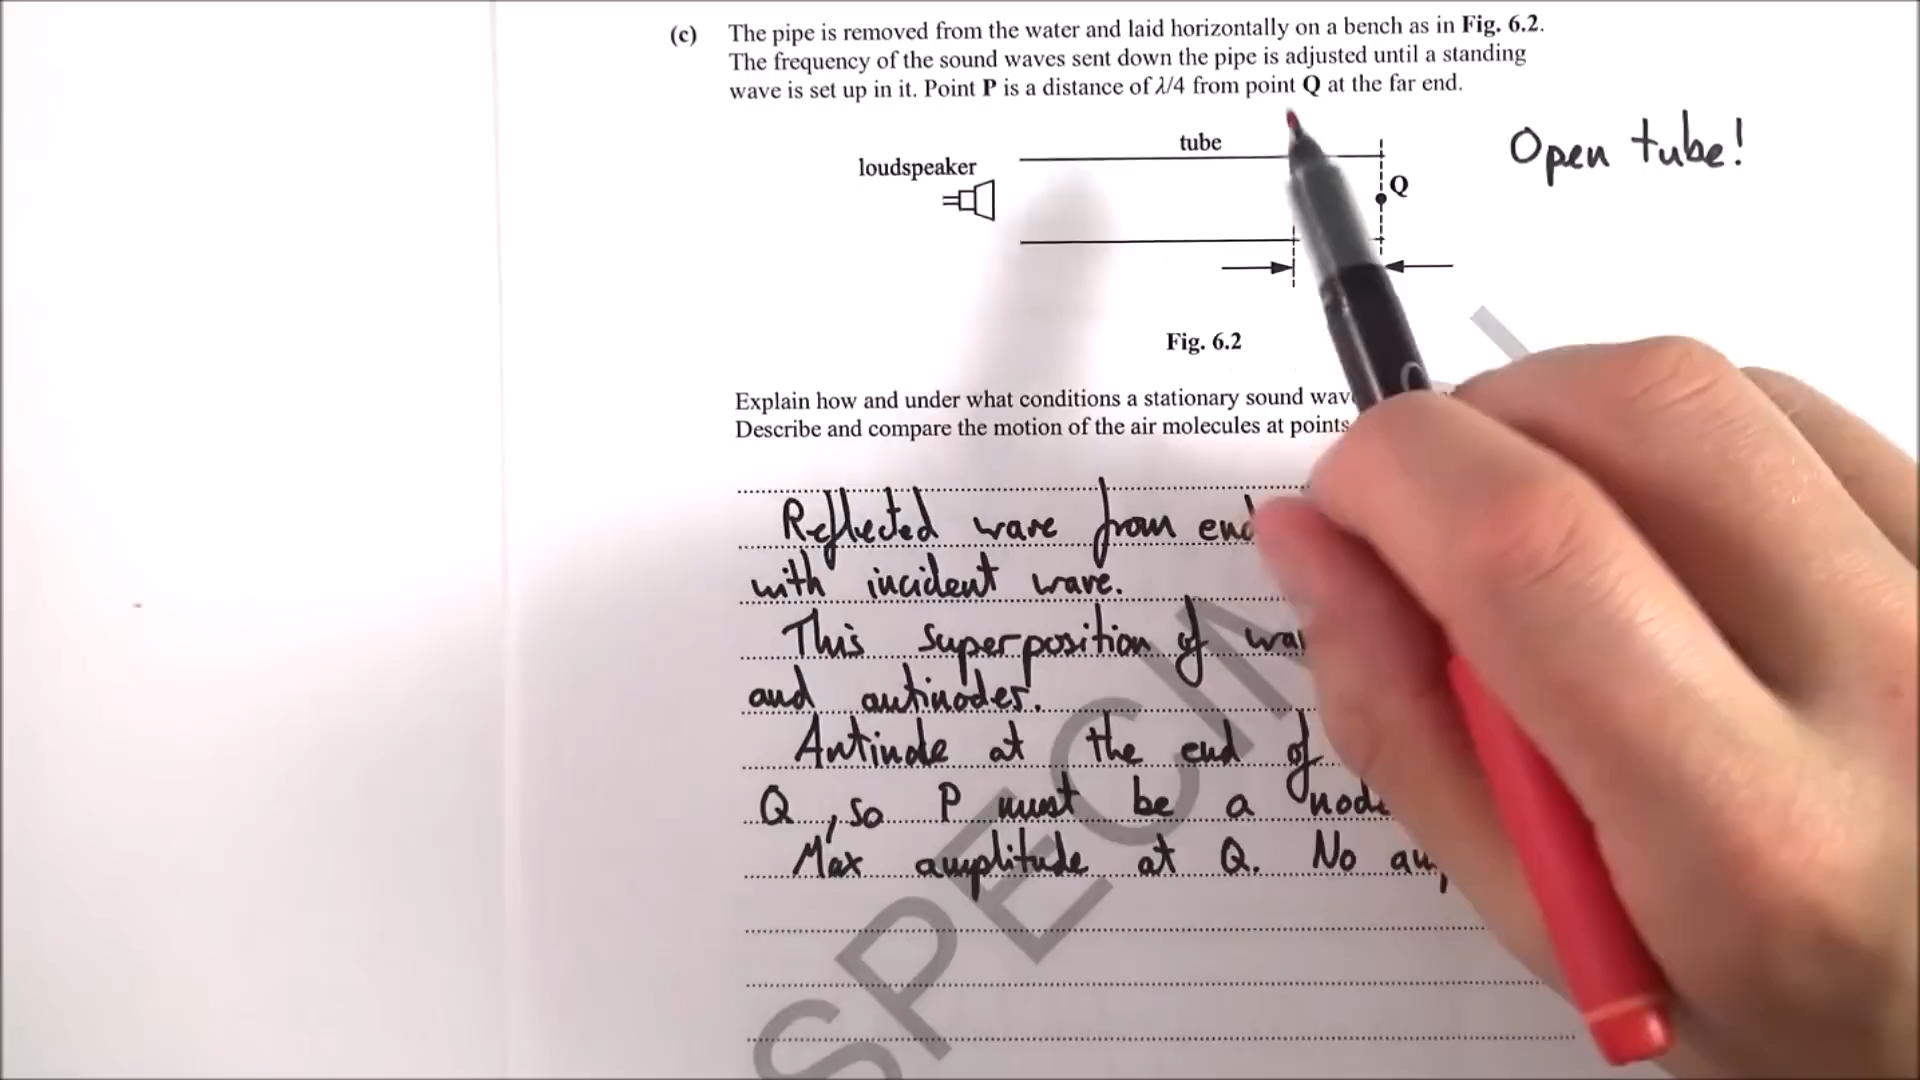 (c) The pipe is removed from the water and laid horizontally on a bench as in Fig. 6.2.
The frequency of the sound waves sent down the pipe is adjusted until a standing
wave is set up in it. Point P is a distance of λ/4 from point Q at the far end.
Open tube!
tube
loudspeaker
Q
Fig. 6.2
Explain how and under what conditions a stationary sound
Describe and compare the motion of the air molecules at points
Reflected wave from end
with incident wave.
This superposition of
and antinodes.
Antinde at the end of
Q, so P must be a node
Max amplitude at Q. No
SPECIM